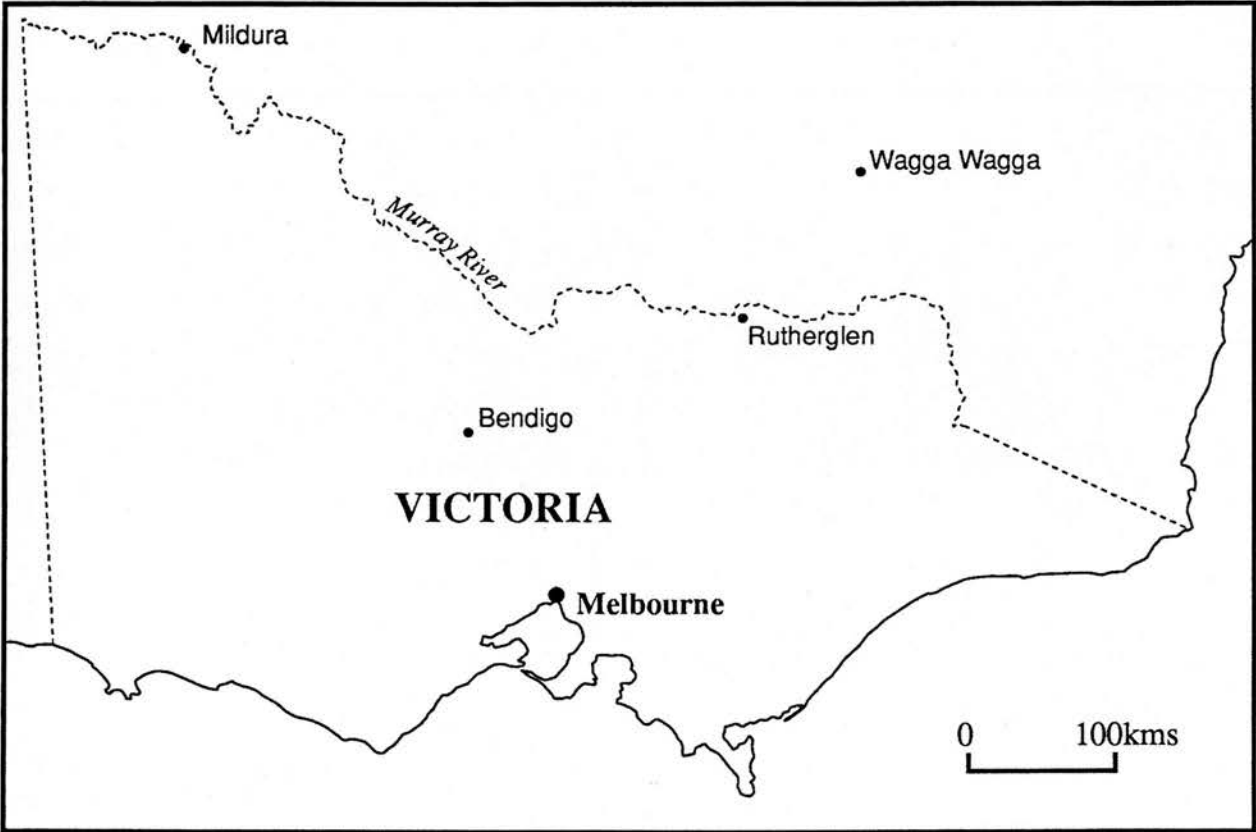 Mildura
Wagga Wagga
Murray River
Rutherglen
Bendigo
VICTORIA
Melbourne
0 100kms